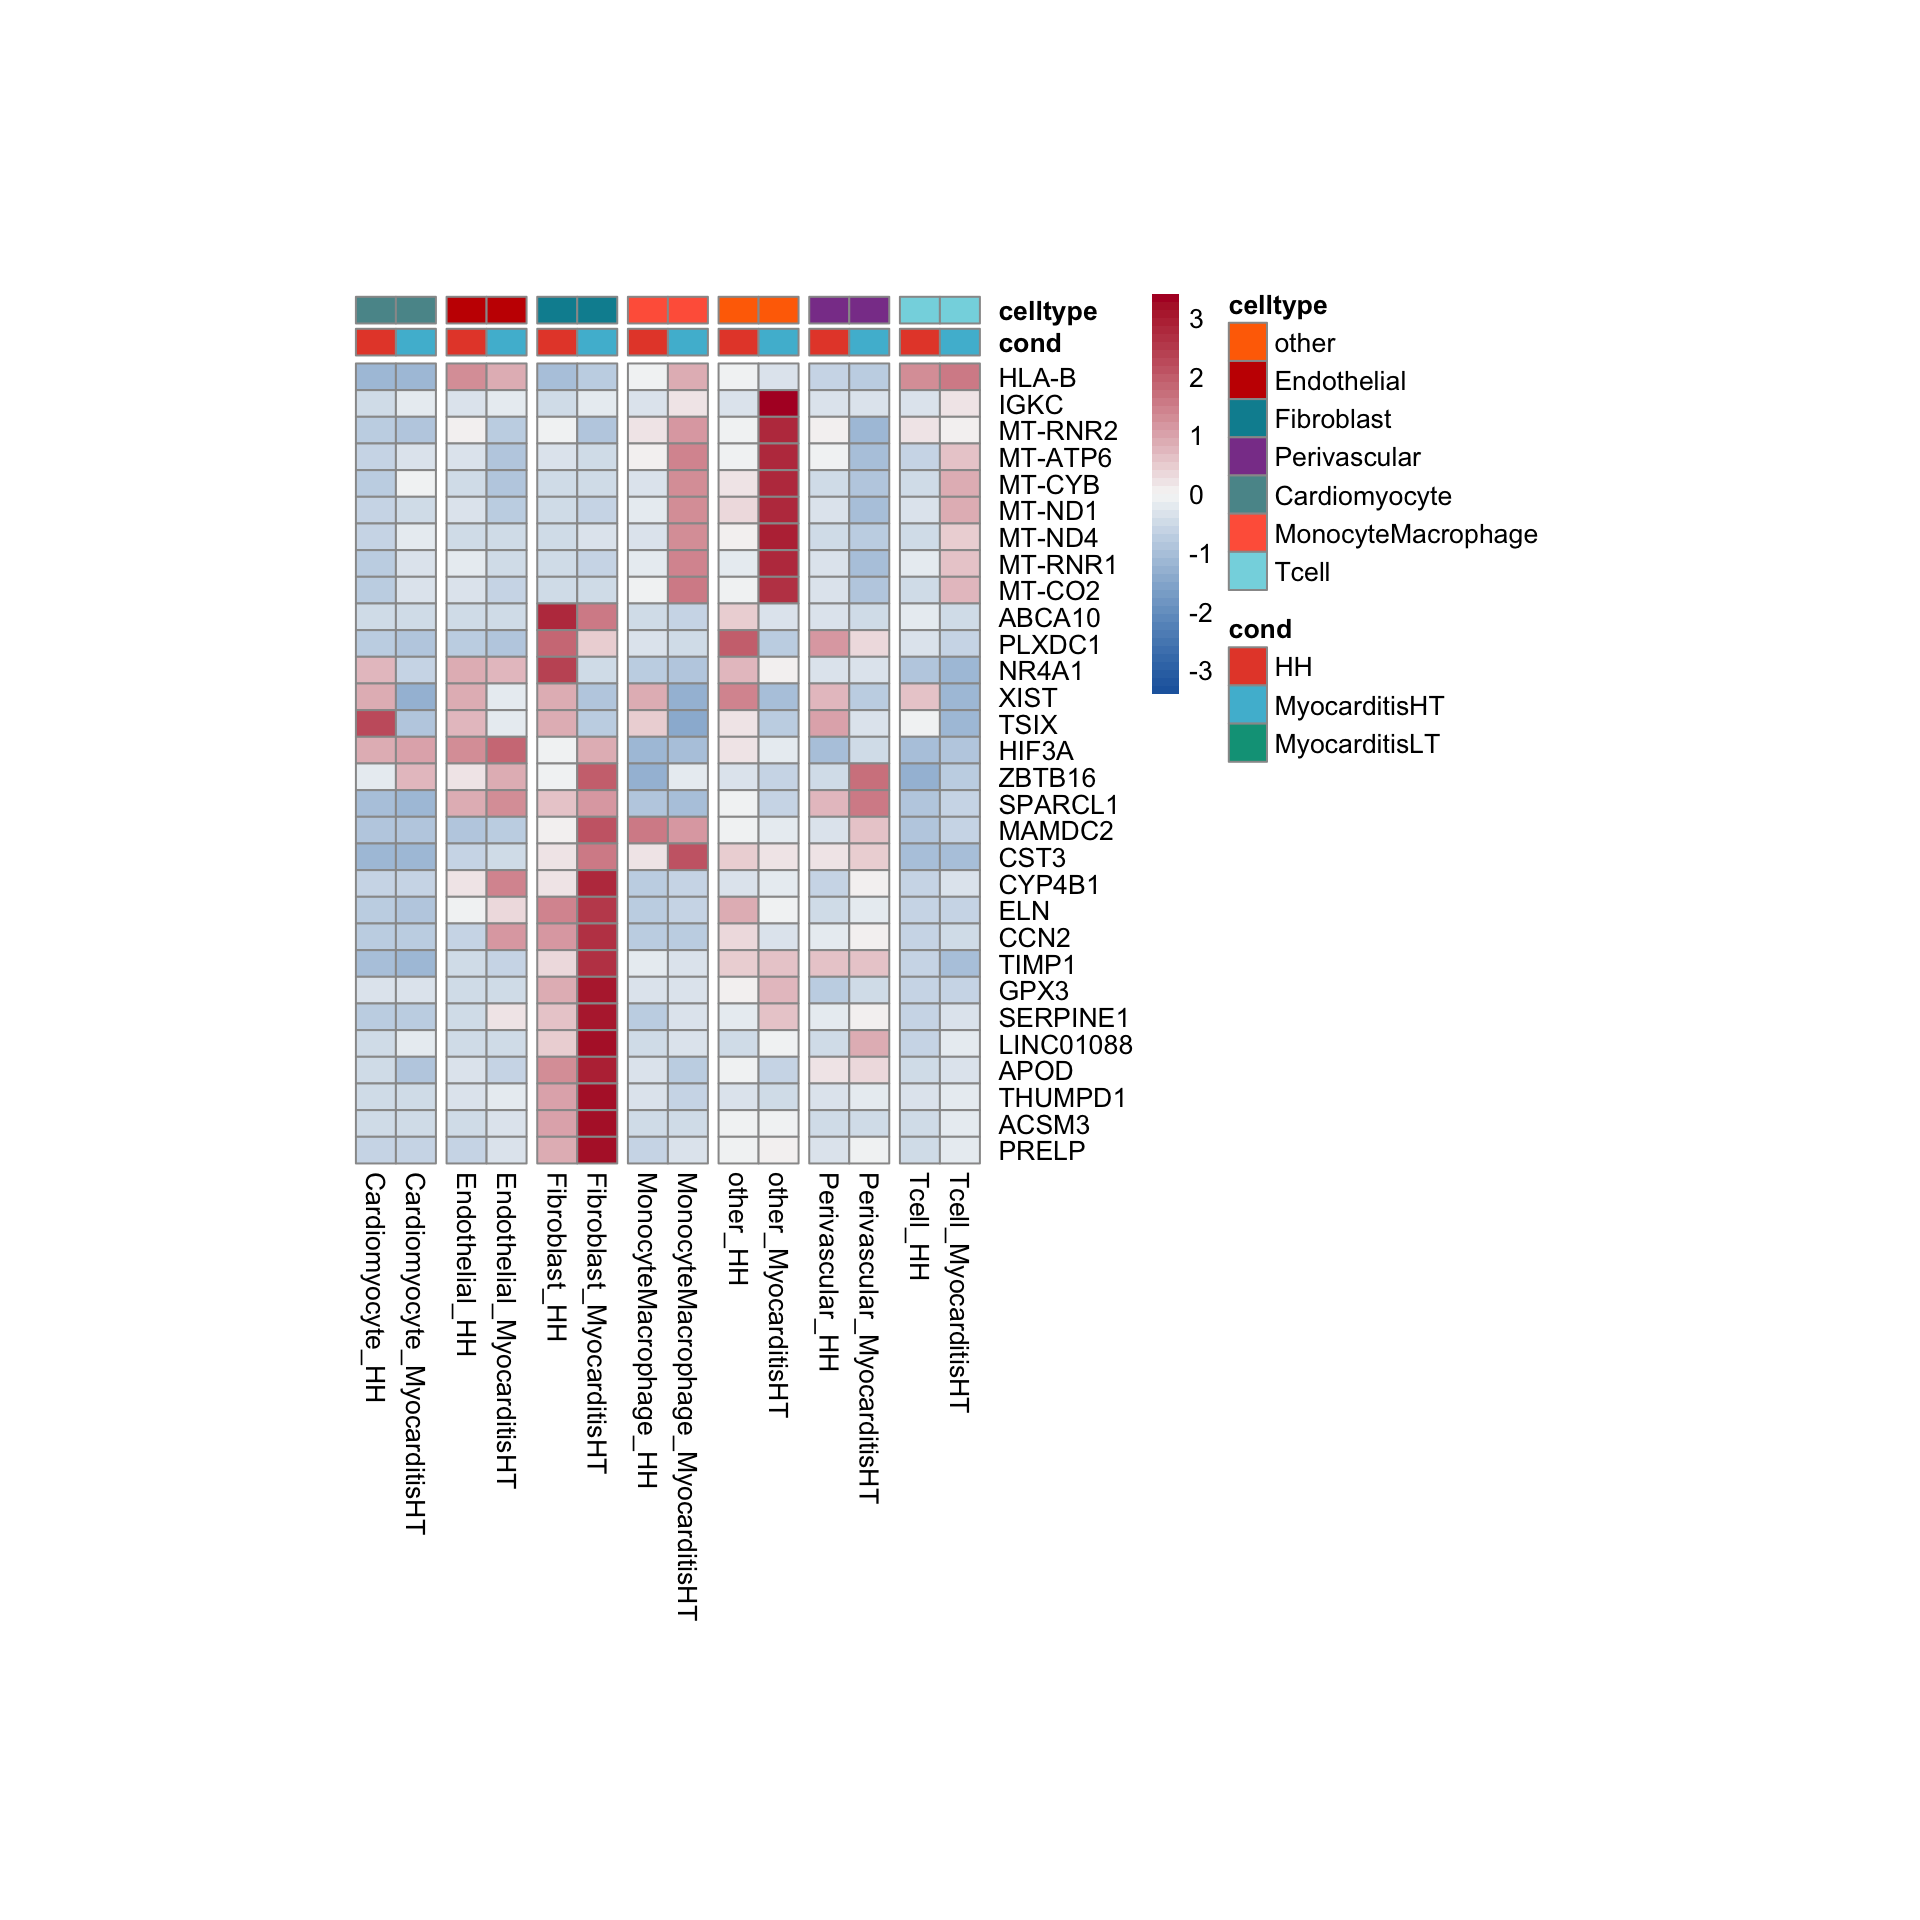 celltype
cond
HLA-B
IGKC
MT-RNR2
MT-ATP6
MT-CYB
MT-ND1
MT-ND4
MT-RNR1
MT-CO2
ABCA10
PLXDC1
NR4A1
XIST
TSIX
HIF3A
ZBTB16
SPARCL1
MAMDC2
CST3
CYP4B1
ELN
CCN2
TIMP1
GPX3
SERPINE1
LINC01088
APOD
THUMPD1
ACSM3
PRELP
Cardiomyocyte_HH
Cardiomyocyte_MyocarditisHT
Endothelial_HH
Endothelial_MyocarditisHT
Fibroblast_HH
Fibroblast_MyocarditisHT
MonocyteMacrophage_HH
MonocyteMacrophage_MyocarditisHT
other_HH
other_MyocarditisHT
Perivascular_HH
Perivascular_MyocarditisHT
Tcell_HH
Tcell_MyocarditisHT
3
2
1
0
-1
-2
-3
celltype
other
Endothelial
Fibroblast
Perivascular
Cardiomyocyte
MonocyteMacrophage
Tcell
cond
HH
MyocarditisHT
MyocarditisLT